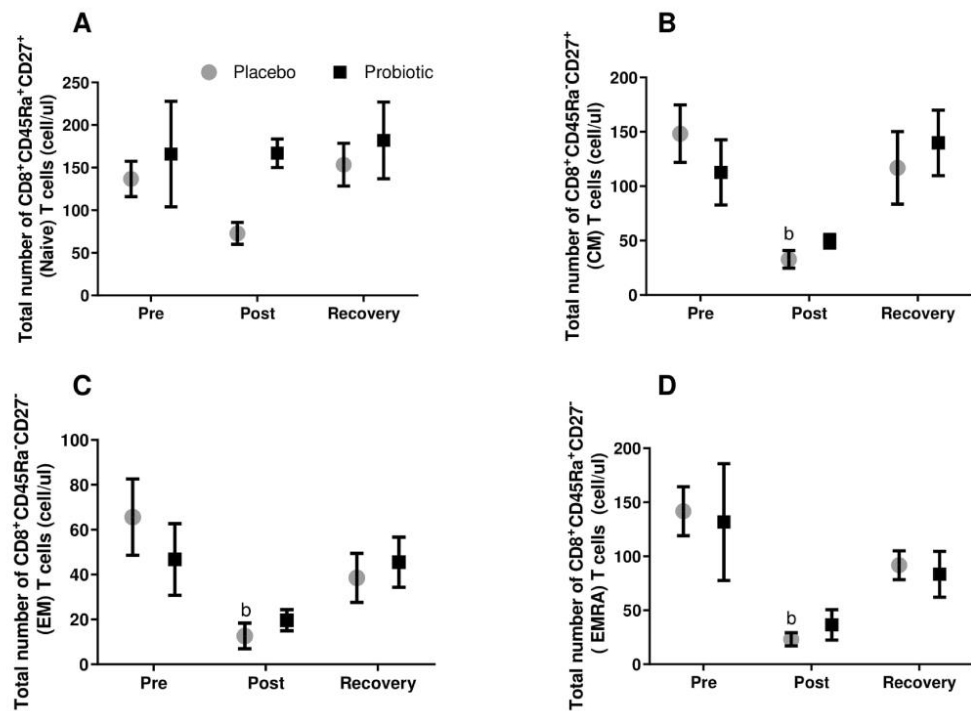 A
Total number of CD8⁺CD45Ra⁺CD27⁺
(Naive) T cells (cell/ul)
Placebo
Probiotic
250
200
150
100
50
0
Pre
Post
Recovery
B
Total number of CD8⁺CD45Ra⁻CD27⁺
(CM) T cells (cell/ul)
200
150
100
50
0
b
Pre
Post
Recovery
C
Total number of CD8⁺CD45Ra⁻CD27⁻
(EM) T cells (cell/ul)
100
80
60
40
20
0
b
Pre
Post
Recovery
D
Total number of CD8⁺CD45Ra⁺CD27⁻
( EMRA) T cells (cell/ul)
200
150
100
50
0
b
Pre
Post
Recovery